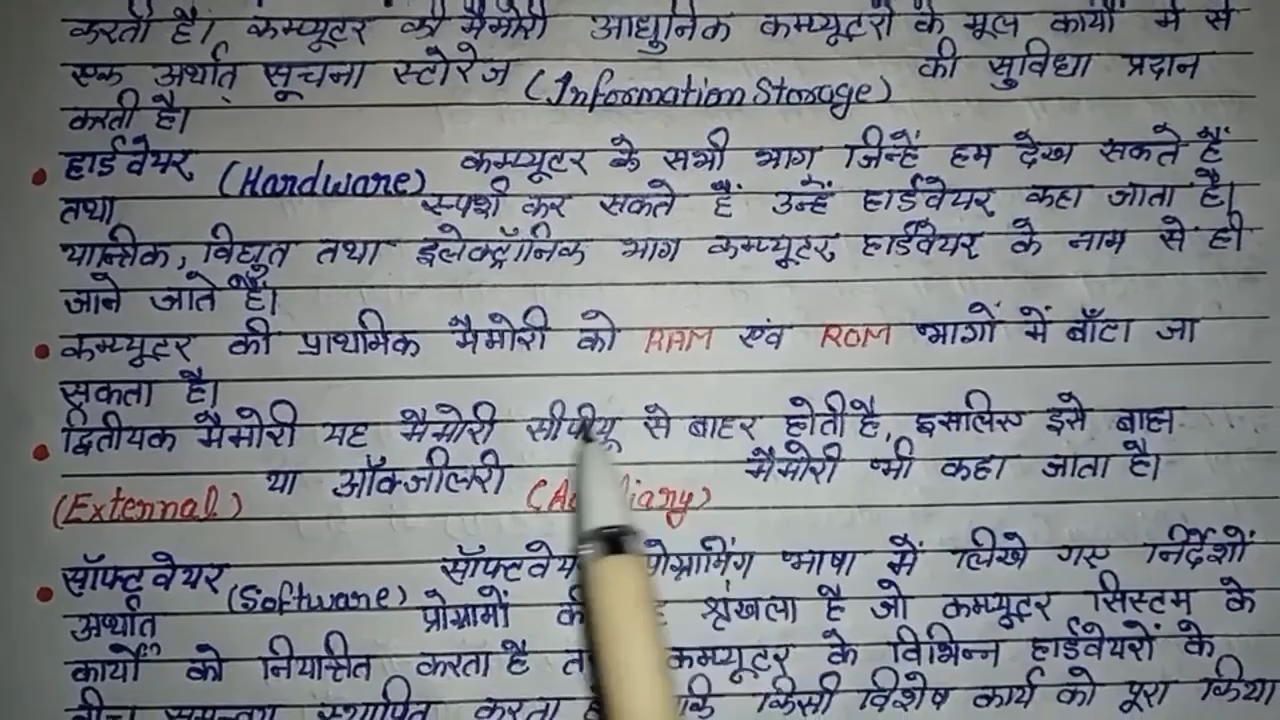 करती है। कम्प्यूटर की मैमोरी आधुनिक कम्प्यूटरों के मूल कार्यों में से
एक अर्थात् सूचना स्टोरेज (Information Storage) की सुविधा प्रदान
करती है।
• हार्डवेयर (Hardware) कम्प्यूटर के सभी भाग जिन्हें हम देख सकते हैं
तथा स्पर्श कर सकते हैं उन्हें हार्डवेयर कहा जाता है।
यान्त्रिक, विद्युत तथा इलेक्ट्रॉनिक भाग कम्प्यूटर हार्डवेयर के नाम से ही
जाने जाते हैं।
• कम्प्यूटर की प्राथमिक मैमोरी को RAM एवं ROM भागों में बाँटा जा
सकता है।
• द्वितीयक मैमोरी यह मैमोरी सीपीयू से बाहर होती है, इसलिए इसे बाह्य
(External) या ऑक्जीलरी मैमोरी भी कहा जाता है।
• सॉफ्टवेयर (Software) प्रोग्रामिंग भाषा में लिखे गए निर्देशों
अर्थात प्रोग्रामों श्रृंखला है जो कम्प्यूटर सिस्टम के
कार्यों को नियन्त्रित करता है कम्प्यूटर के विभिन्न हार्डवेयरों के
बीच समन्वय स्थापित करता कि किसी विशेष कार्य को पूरा किया